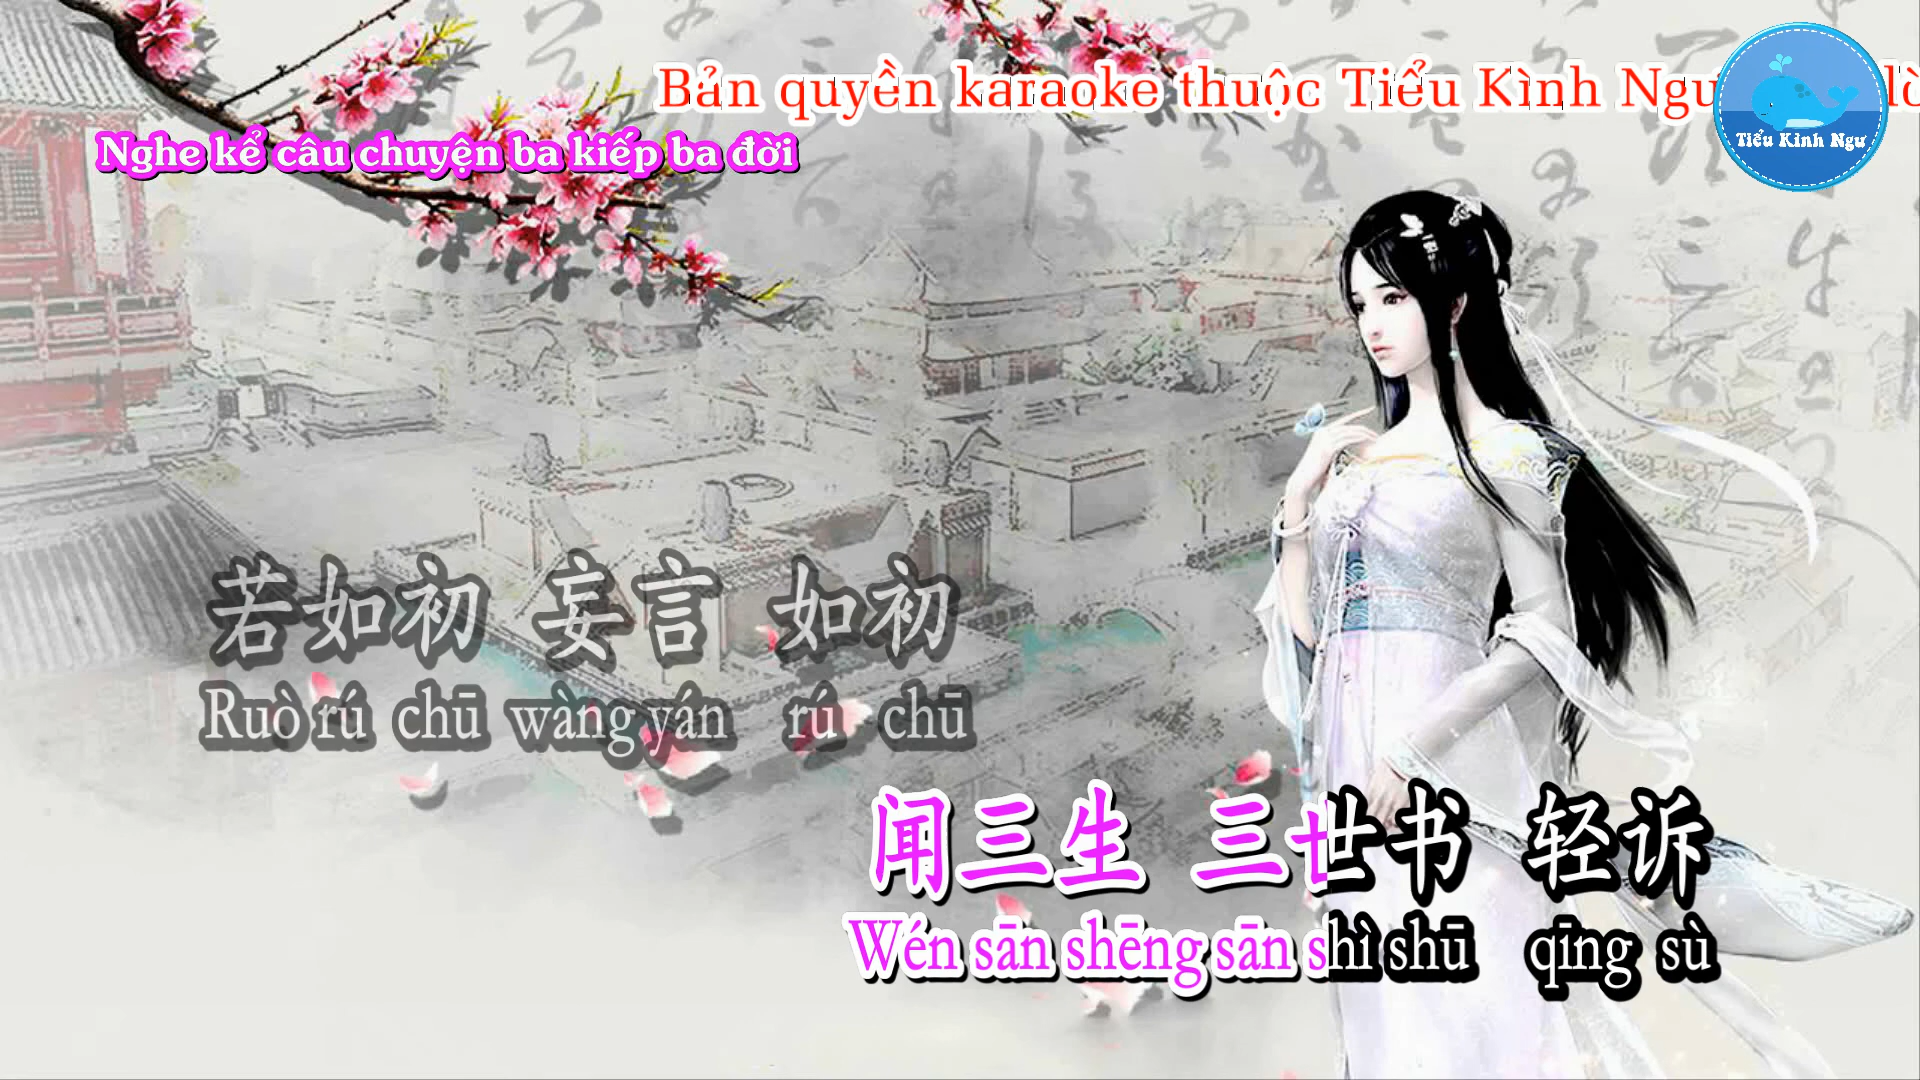 Bản quyền karaoke thuộc Tiểu Kình Ngư
Tiểu Kình Ngư
Nghe kể câu chuyện ba kiếp ba đời
若如初 妄言 如初
Ruò rú chū wàng yán rú chū
闻三生 三世书 轻诉
Wén sān shēng sān shì shū qīng sù